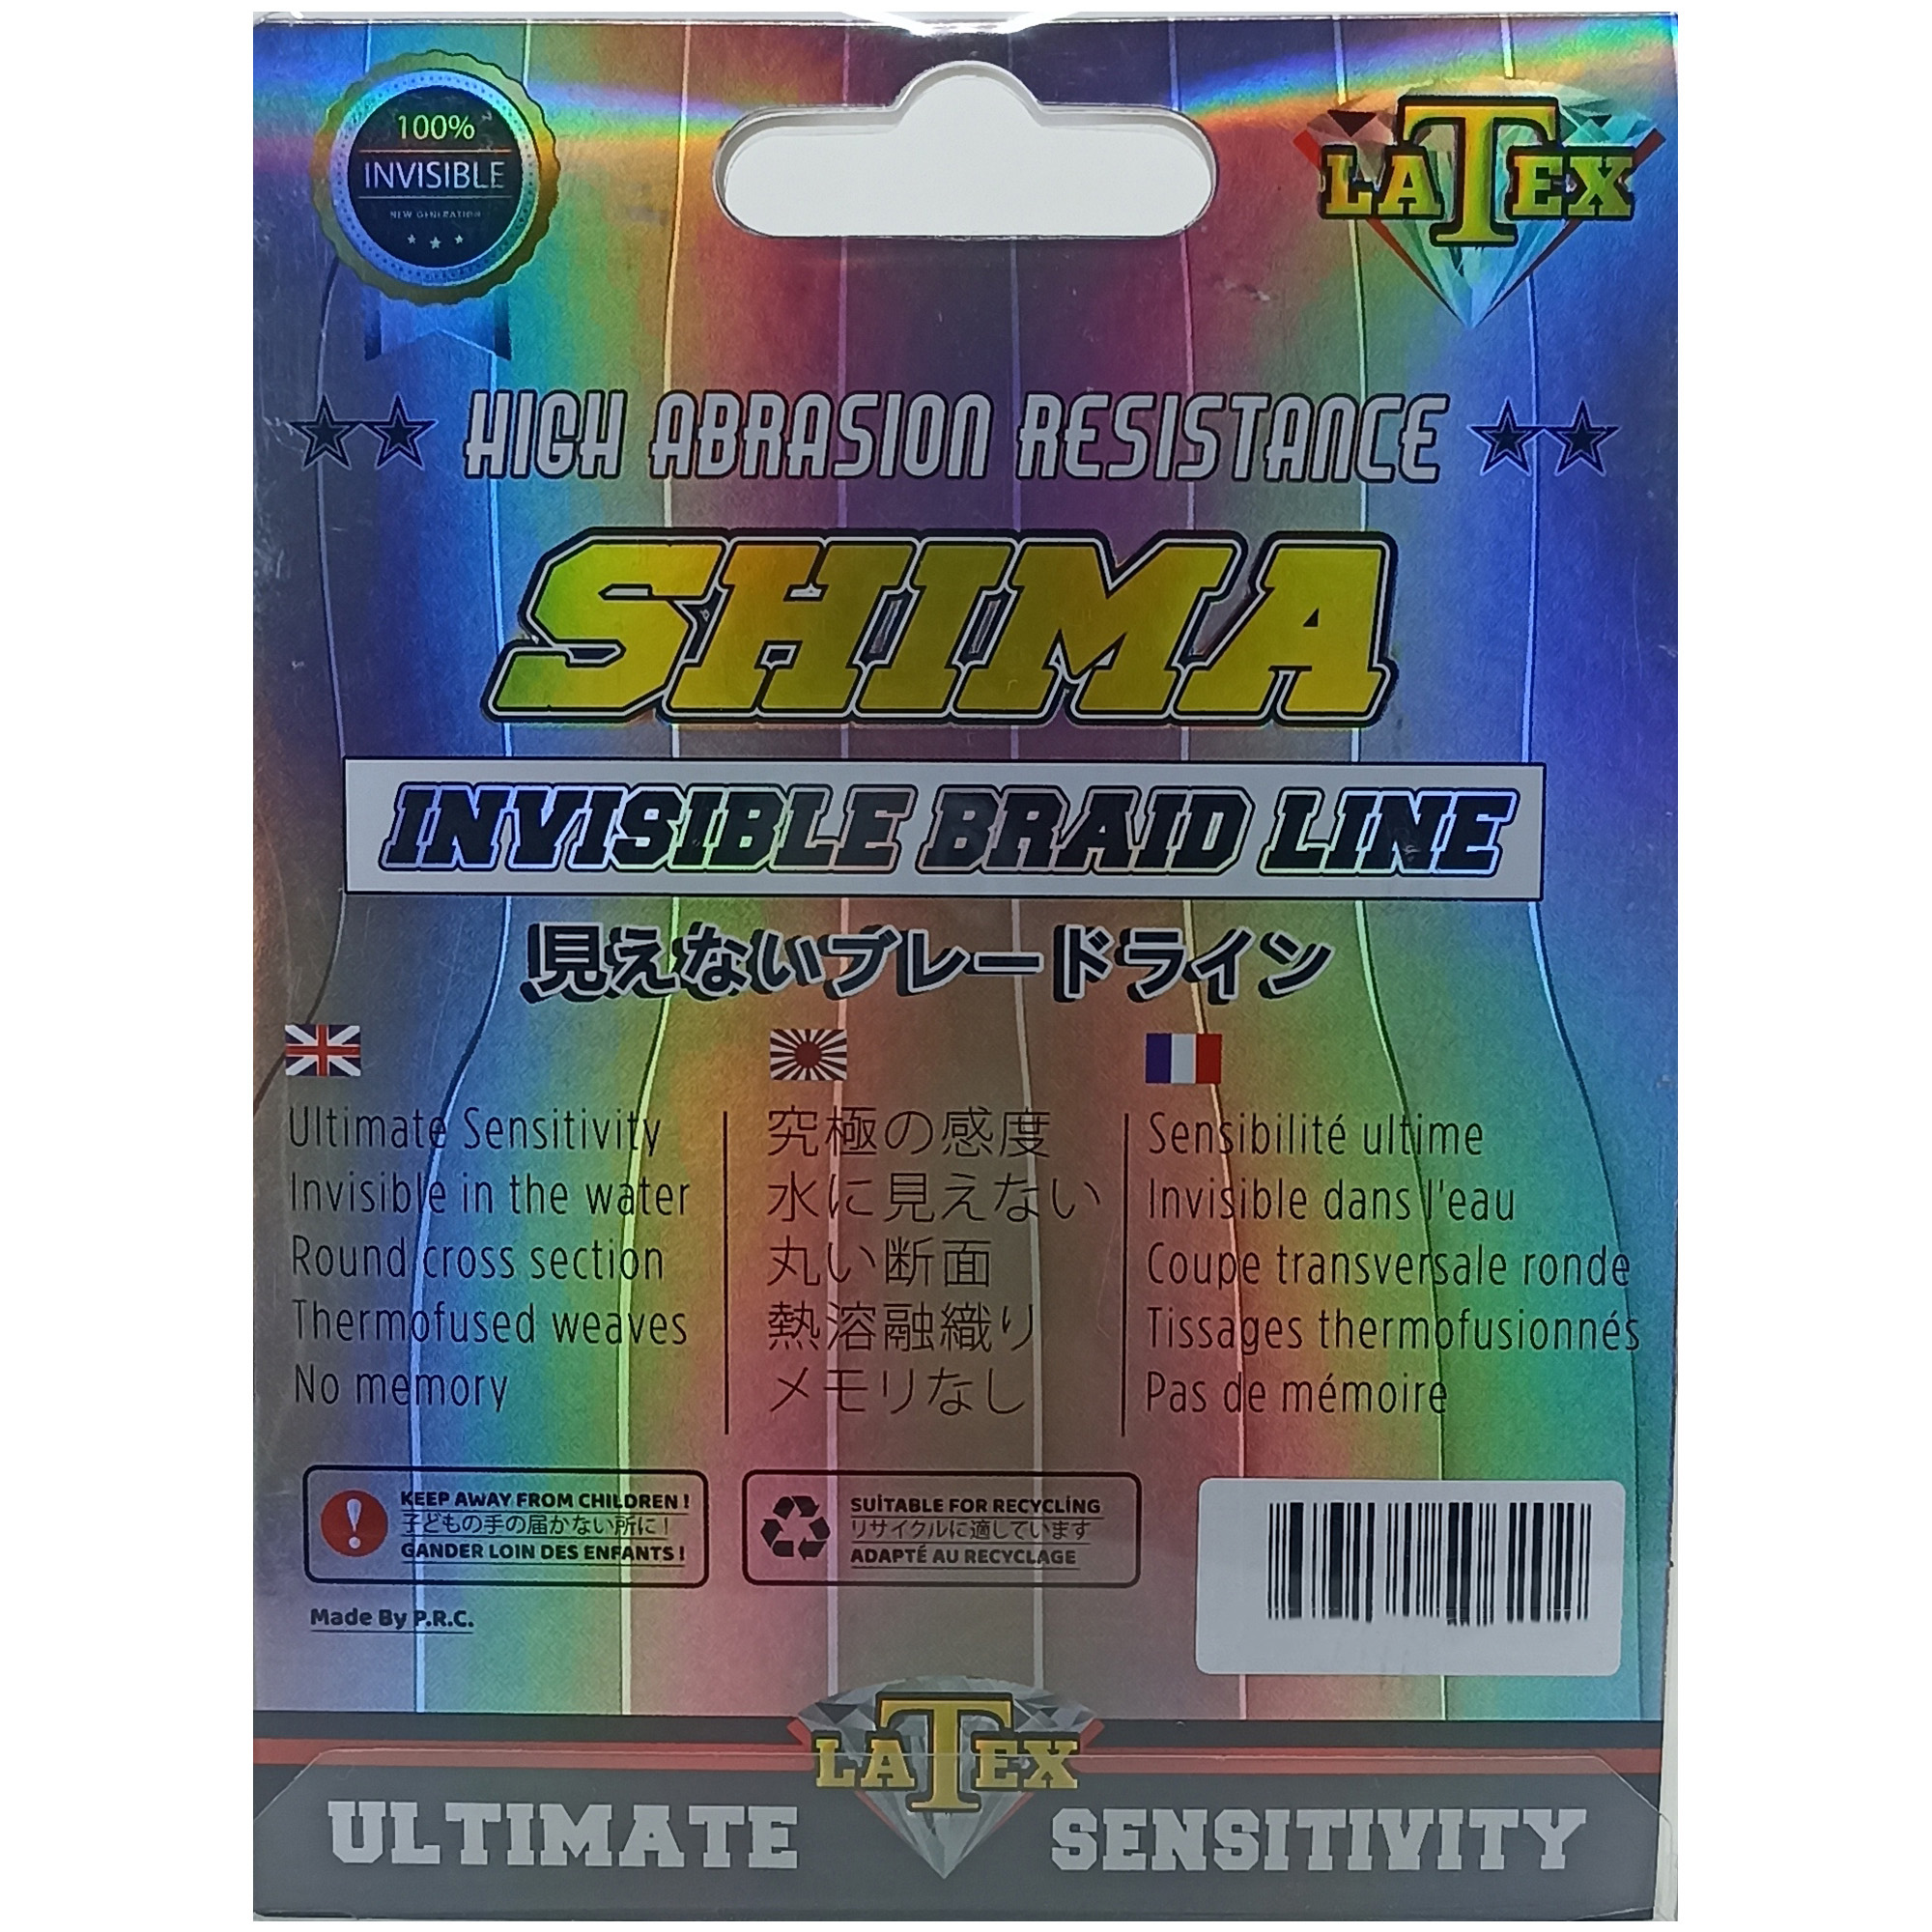 100%
INVISIBLE
NEW GENERATION
LATEX
HIGH ABRASION RESISTANCE
SHIMA
INVISIBLE BRAID LINE
見えないブレードライン
Ultimate Sensitivity
Invisible in the water
Round cross section
Thermofused weaves
No memory
究極の感度
水に見えない
丸い断面
熱溶融織り
メモリなし
Sensibilité ultime
Invisible dans l'eau
Coupe transversale ronde
Tissages thermofusionnés
Pas de mémoire
KEEP AWAY FROM CHILDREN !
子どもの手の届かない所に！
GANDER LOIN DES ENFANTS !
SUİTABLE FOR RECYCLİNG
リサイクルに適しています
ADAPTÉ AU RECYCLAGE
Made By P.R.C.
LATEX
ULTIMATE SENSITIVITY